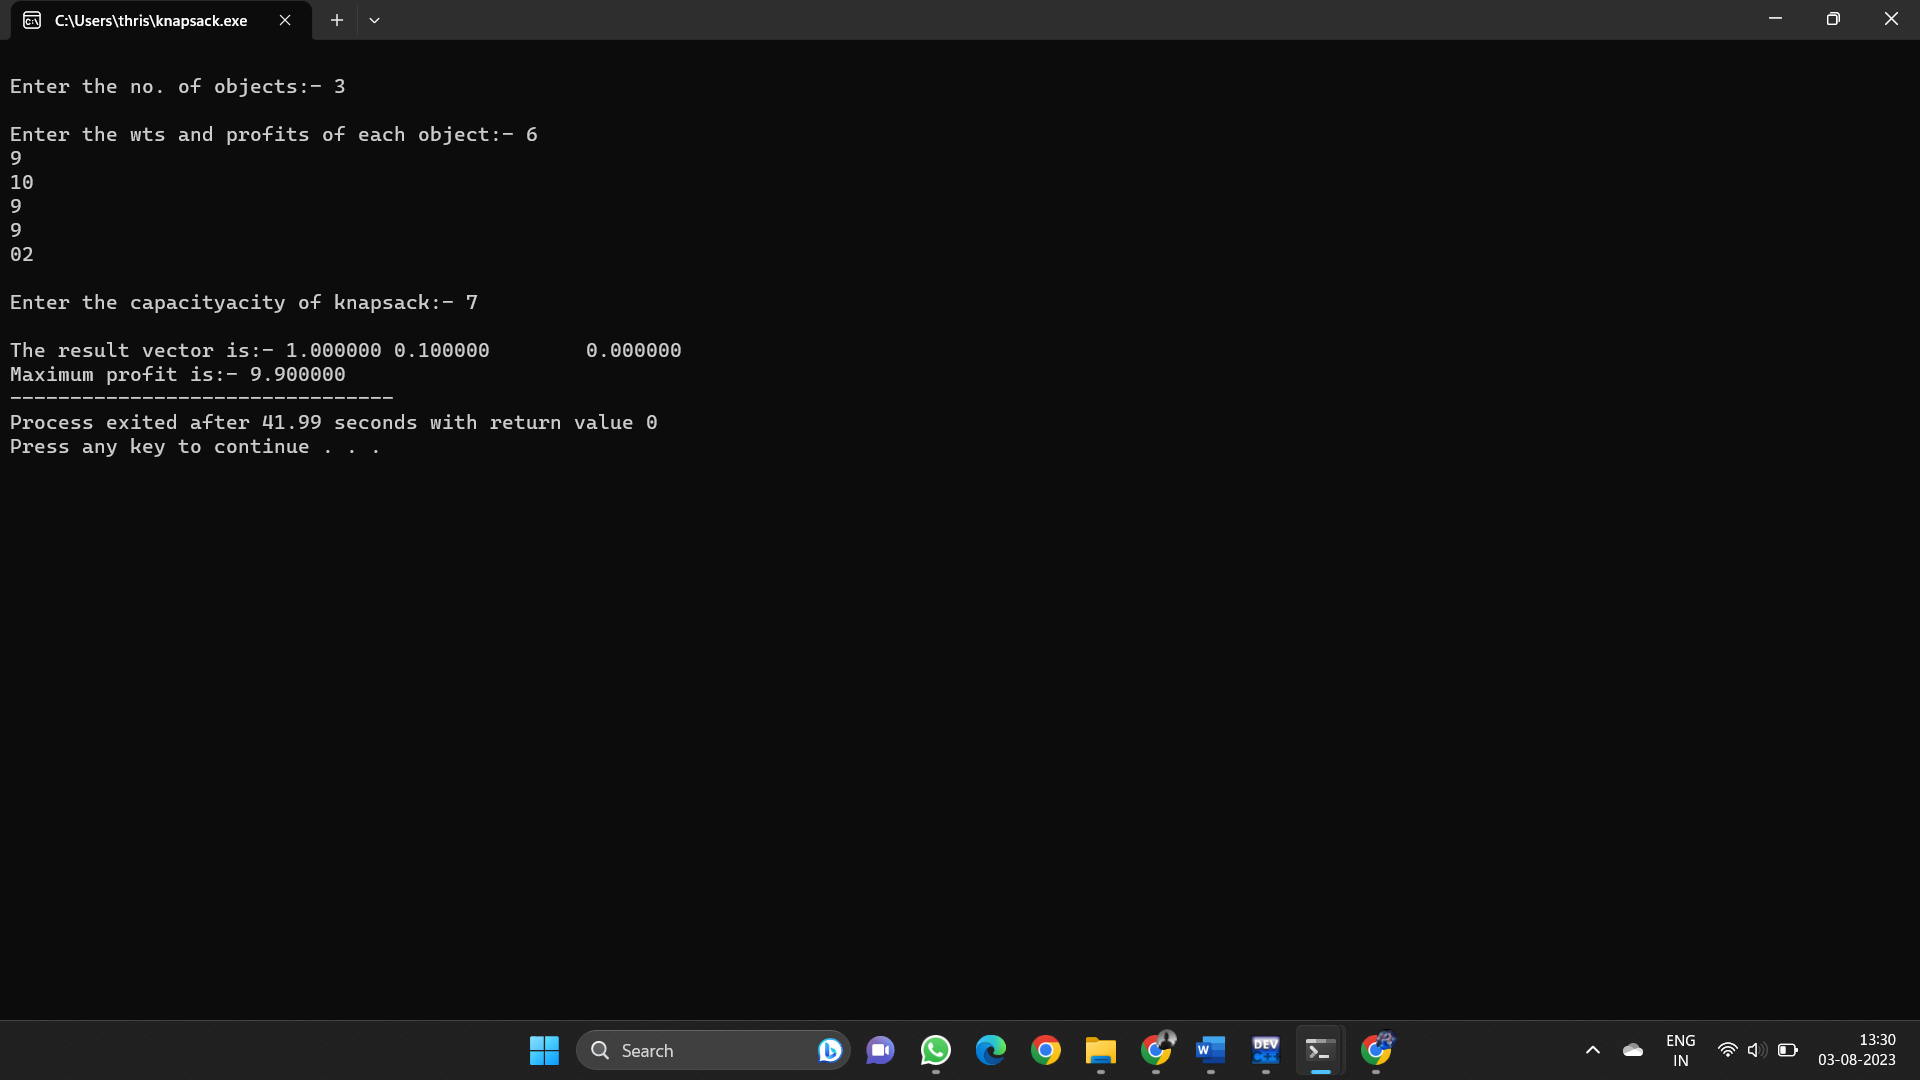 C:\Users\thris\knapsack.exe
Enter the no. of objects:- 3
Enter the wts and profits of each object:- 6
9
10
9
9
02
Enter the capacityacity of knapsack:- 7
The result vector is:- 1.000000 0.100000 0.000000
Maximum profit is:- 9.900000
--------------------------------
Process exited after 41.99 seconds with return value 0
Press any key to continue . . .
Search
W
DEV
C++
ENG
IN
13:30
03-08-2023